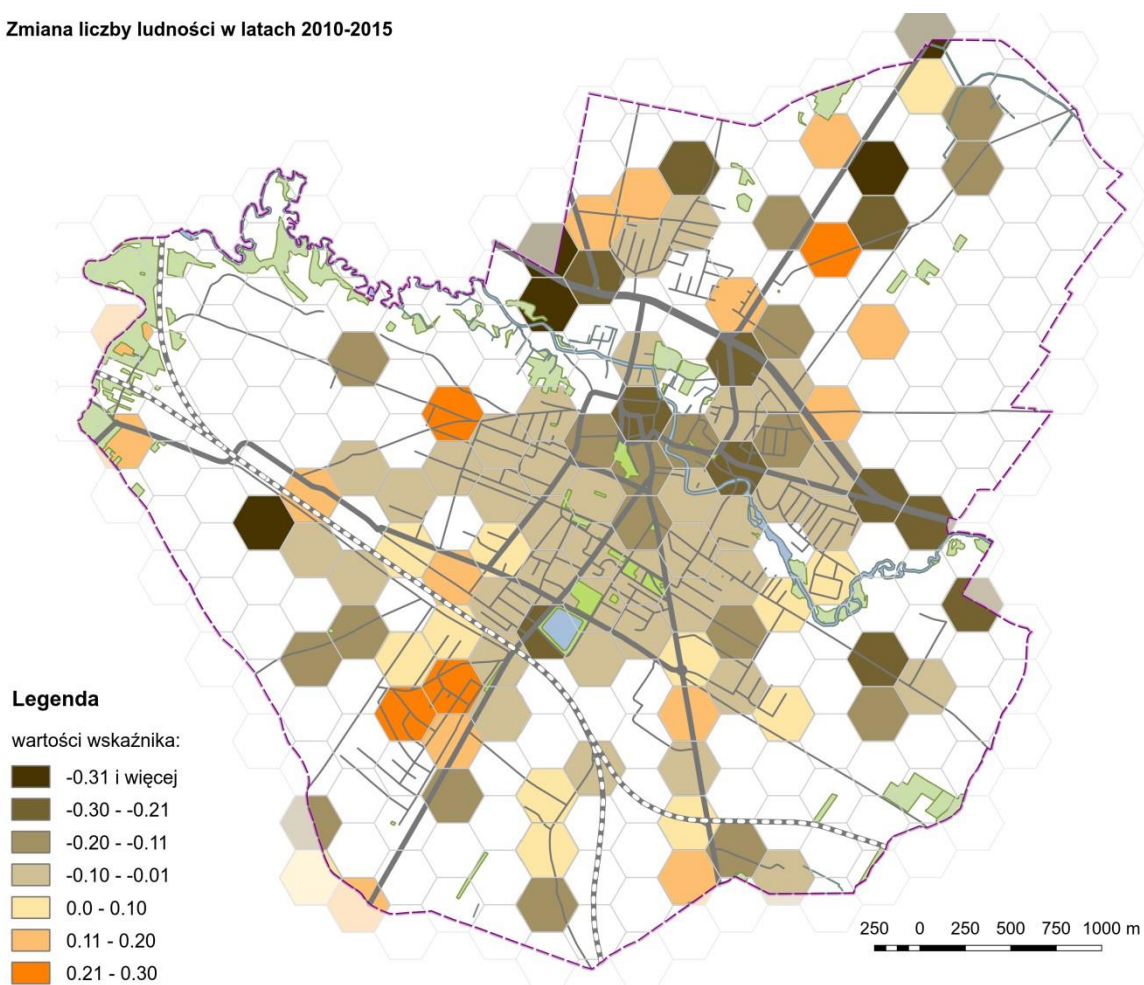 Zmiana liczby ludności w latach 2010-2015
Legenda
wartości wskaźnika:
-0.31 i więcej
-0.30 - -0.21
-0.20 - -0.11
-0.10 - -0.01
0.0 - 0.10
0.11 - 0.20
0.21 - 0.30
250 0 250 500 750 1000 m